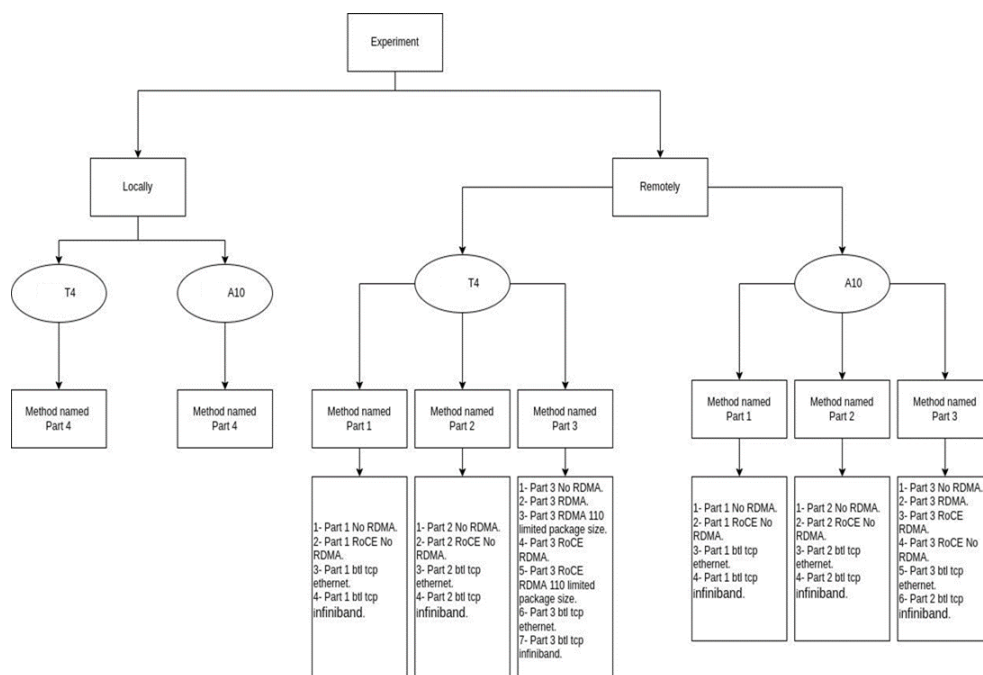 Experiment
Locally
Remotely
T4
A10
T4
A10
Method named
Part 4
Method named
Part 4
Method named
Part 1
Method named
Part 2
Method named
Part 3
Method named
Part 1
Method named
Part 2
Method named
Part 3
1- Part 1 No RDMA.
2- Part 1 RoCE No
RDMA.
3- Part 1 btl tcp
ethernet.
4- Part 1 btl tcp
infiniband.
1- Part 2 No RDMA.
2- Part 2 RoCE No
RDMA.
3- Part 2 btl tcp
ethernet.
4- Part 2 btl tcp
infiniband.
1- Part 3 No RDMA.
2- Part 3 RDMA.
3- Part 3 RDMA 110
limited package size.
4- Part 3 RoCE
RDMA.
5- Part 3 RoCE
RDMA 110 limited
package size.
6- Part 3 btl tcp
ethernet.
7- Part 3 btl tcp
infiniband.
1- Part 1 No RDMA.
2- Part 1 RoCE No
RDMA.
3- Part 1 btl tcp
ethernet.
4- Part 1 btl tcp
infiniband.
1- Part 2 No RDMA.
2- Part 2 RoCE No
RDMA.
3- Part 2 btl tcp
ethernet.
4- Part 2 btl tcp
infiniband.
1- Part 3 No RDMA.
2- Part 3 RDMA.
3- Part 3 RoCE
RDMA.
4- Part 3 RoCE No
RDMA.
5- Part 3 btl tcp
ethernet.
6- Part 2 btl tcp
infiniband.